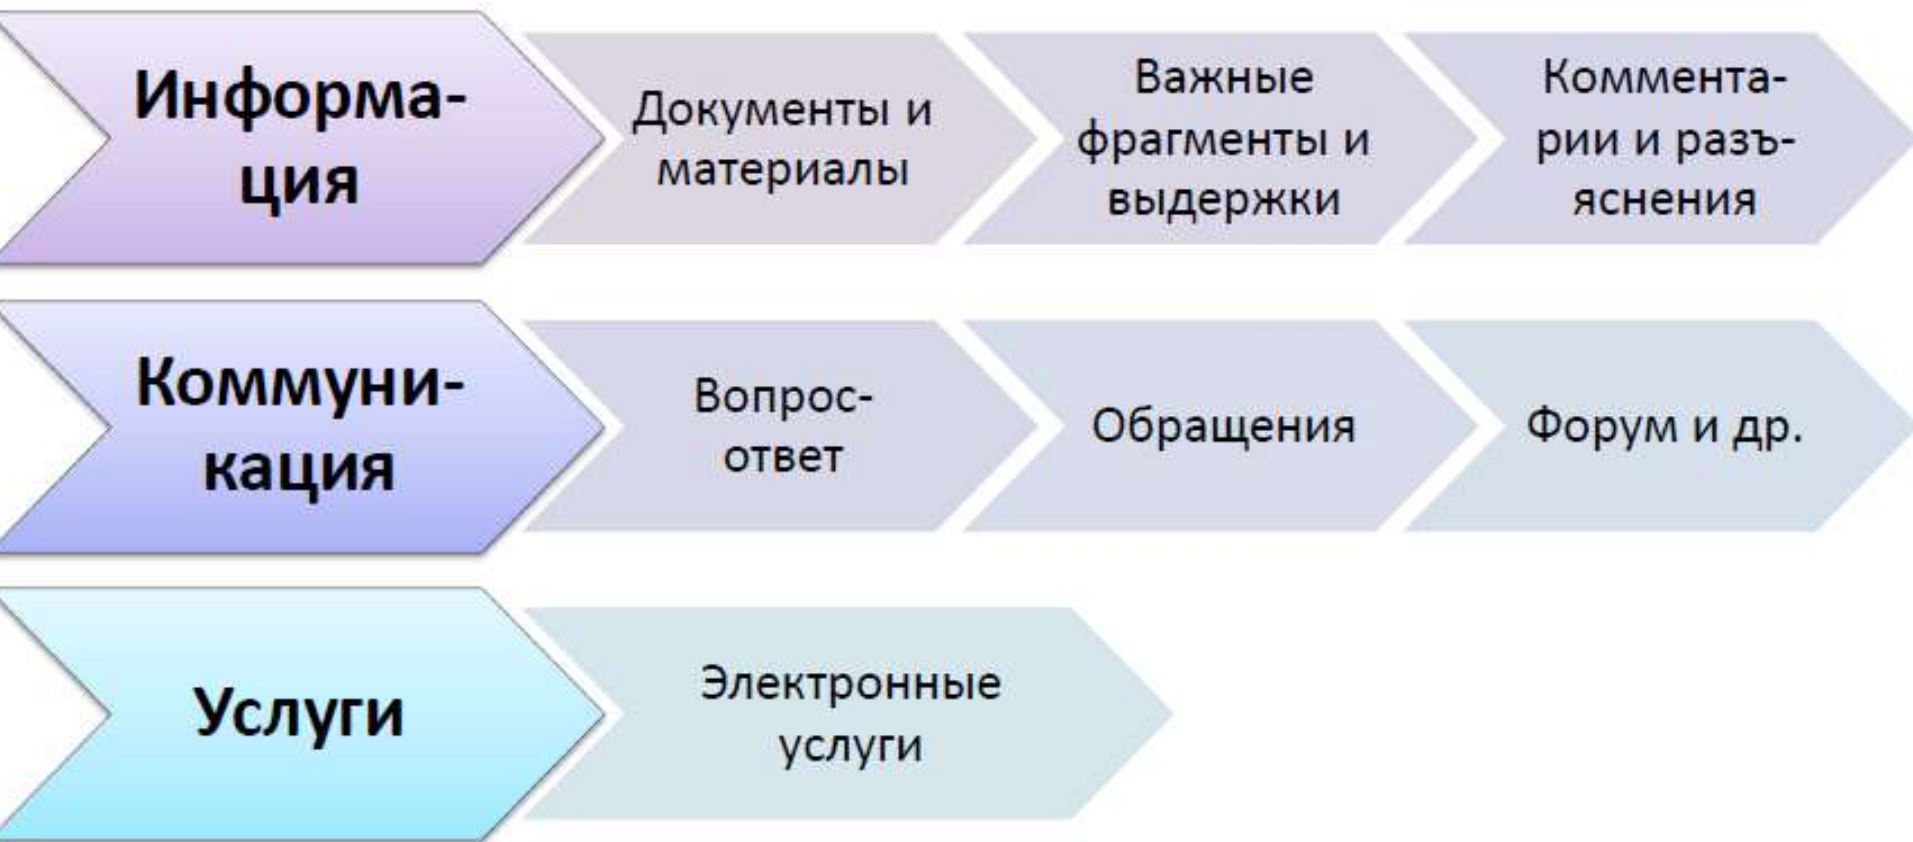 Информа-
ция
Документы и
материалы
Важные
фрагменты и
выдержки
Коммента-
рии и разъ-
яснения
Коммуни-
кация
Вопрос-
ответ
Обращения
Форум и др.
Услуги
Электронные
услуги